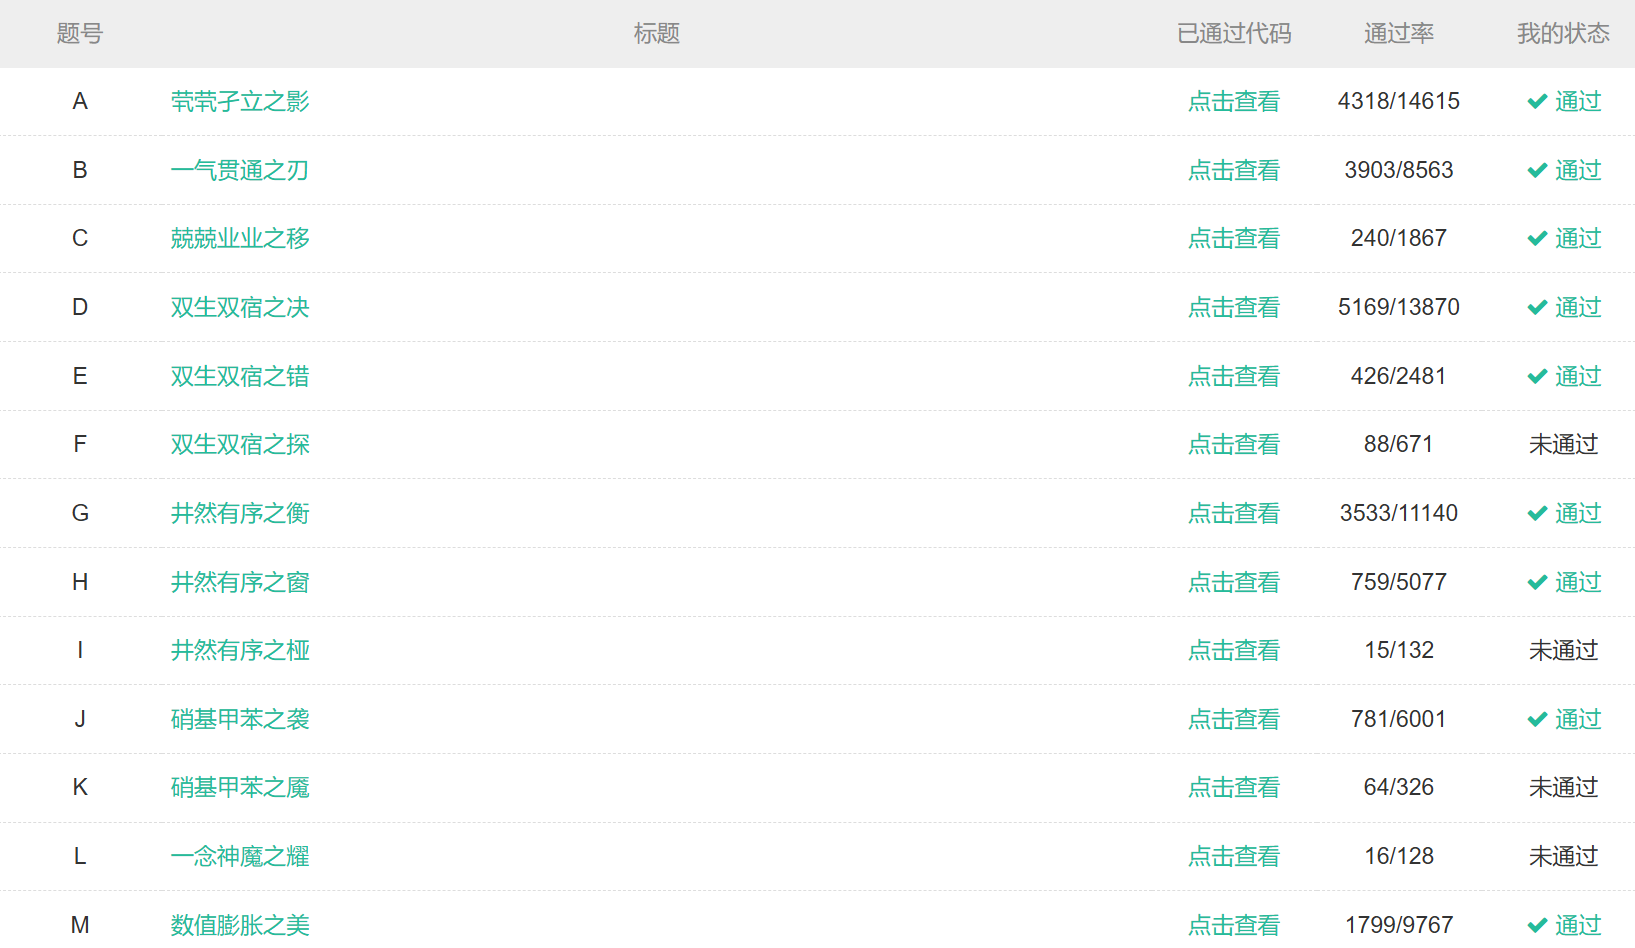 题号 标题 已通过代码 通过率 我的状态
A 茕茕孑立之影 点击查看 4318/14615 通过
B 一气贯通之刃 点击查看 3903/8563 通过
C 兢兢业业之移 点击查看 240/1867 通过
D 双生双宿之决 点击查看 5169/13870 通过
E 双生双宿之错 点击查看 426/2481 通过
F 双生双宿之探 点击查看 88/671 未通过
G 井然有序之衡 点击查看 3533/11140 通过
H 井然有序之窗 点击查看 759/5077 通过
I 井然有序之桠 点击查看 15/132 未通过
J 硝基甲苯之袭 点击查看 781/6001 通过
K 硝基甲苯之魇 点击查看 64/326 未通过
L 一念神魔之耀 点击查看 16/128 未通过
M 数值膨胀之美 点击查看 1799/9767 通过